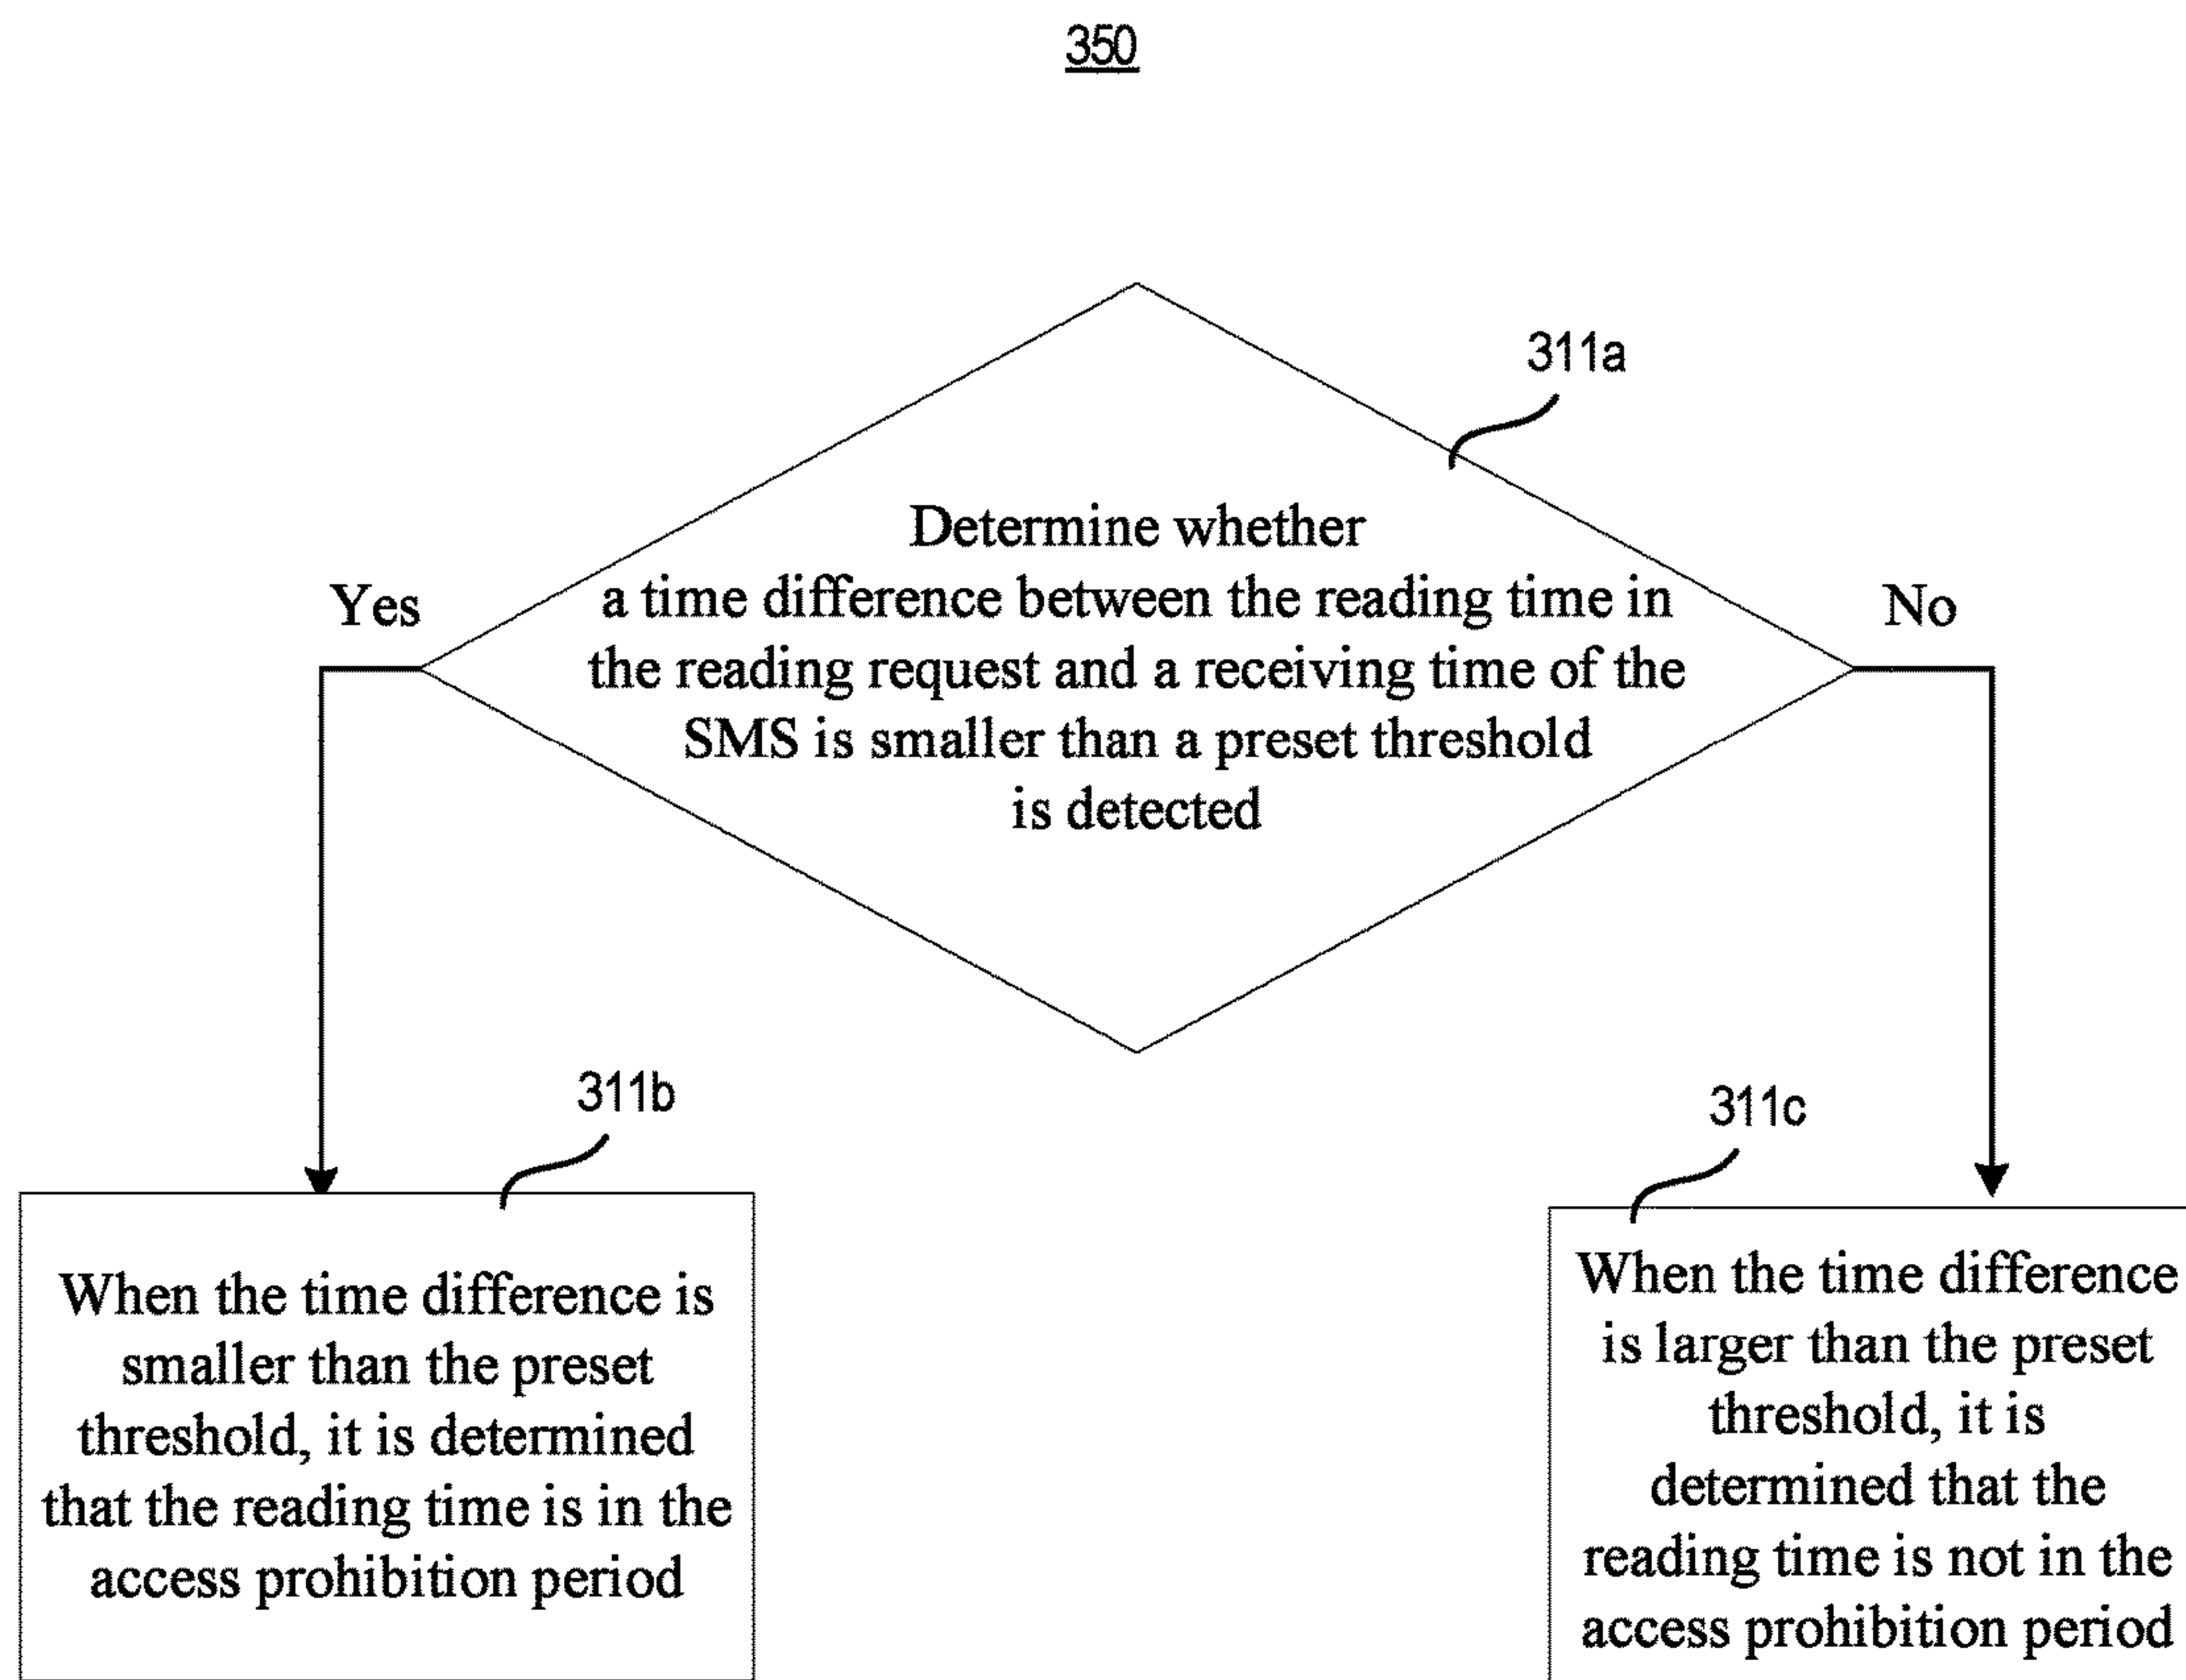 350
311a
Determine whether
a time difference between the reading time in
the reading request and a receiving time of the
SMS is smaller than a preset threshold
is detected
Yes
No
311b
When the time difference is
smaller than the preset
threshold, it is determined
that the reading time is in the
access prohibition period
311c
When the time difference
is larger than the preset
threshold, it is
determined that the
reading time is not in the
access prohibition period